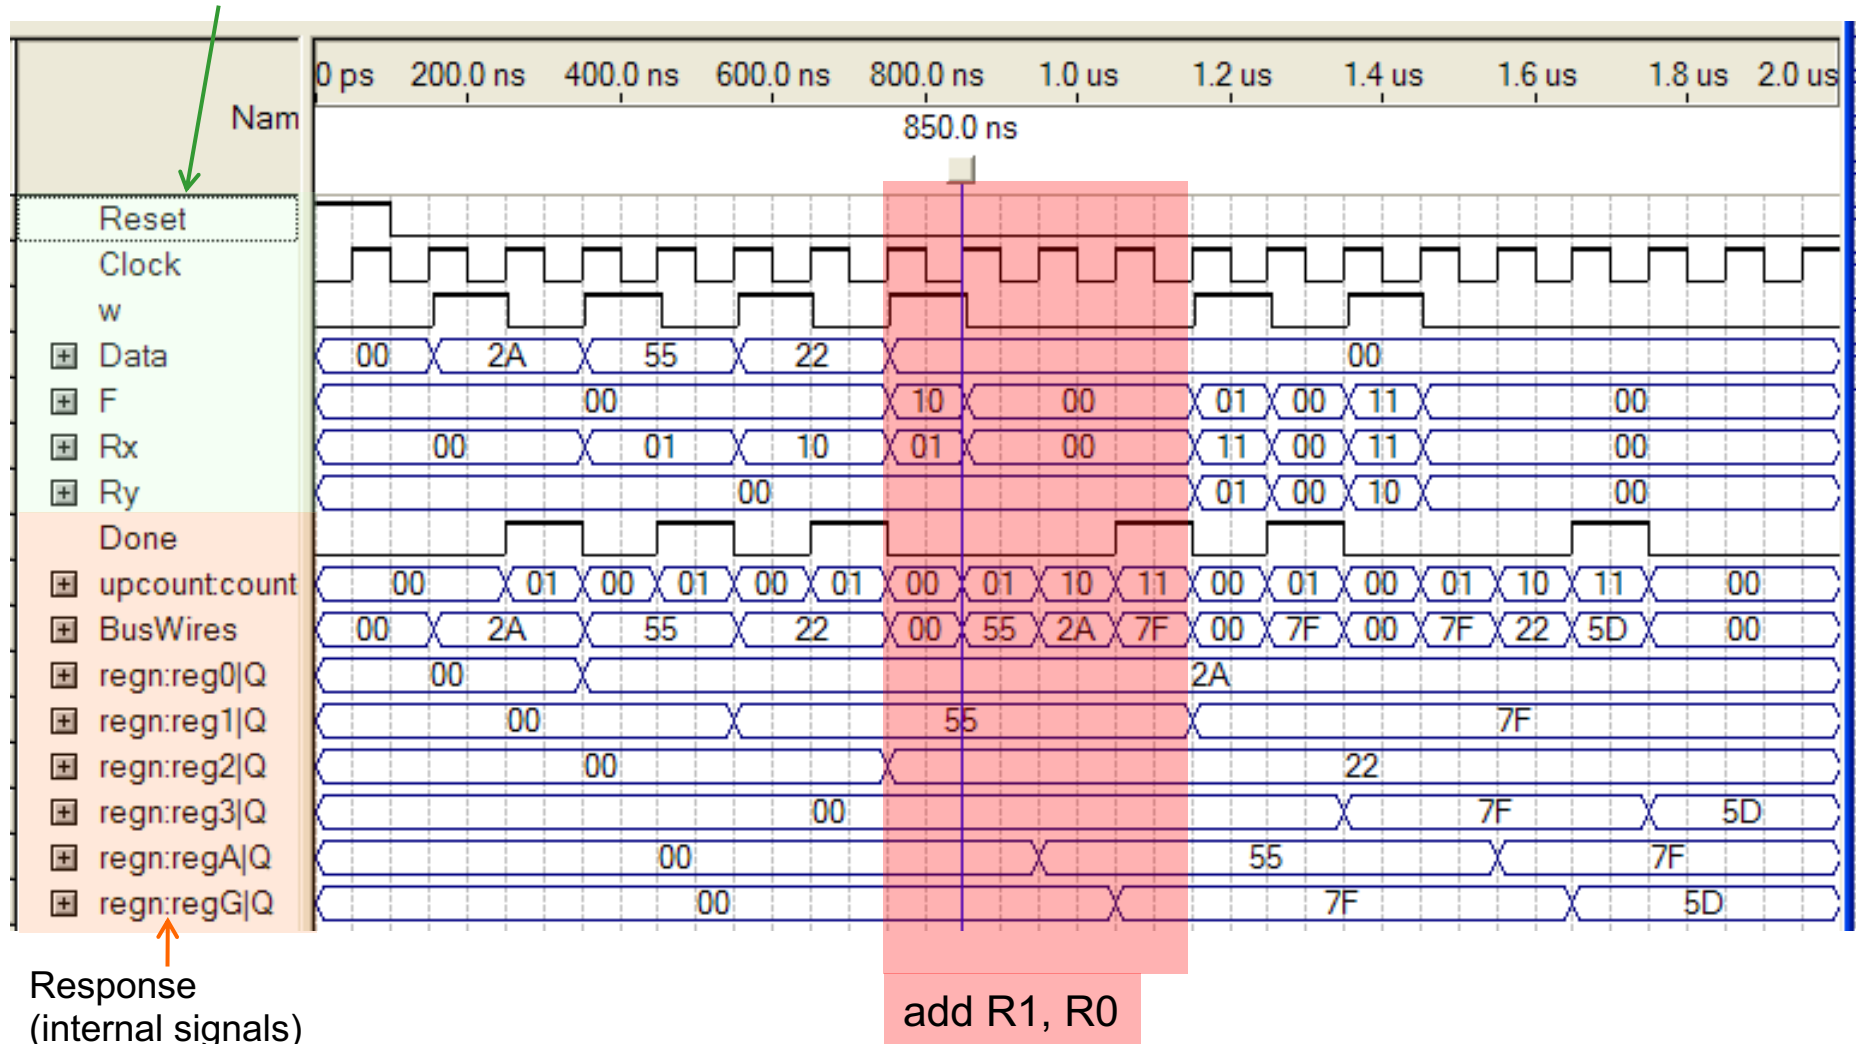 0 ps 200.0 ns 400.0 ns 600.0 ns 800.0 ns 1.0 us 1.2 us 1.4 us 1.6 us 1.8 us 2.0 us
Nam
850.0 ns
Reset
Clock
w
Data 00 2A 55 22 00
F 00 10 00 01 00 11 00
Rx 00 01 10 01 00 11 00 11 00
Ry 00 01 00 10 00
Done
upcount:count 00 01 00 01 00 01 00 01 10 11 00 01 00 01 10 11 00
BusWires 00 2A 55 22 00 55 2A 7F 00 7F 00 7F 22 5D 00
regn:reg0|Q 00 2A
regn:reg1|Q 00 55 7F
regn:reg2|Q 00 22
regn:reg3|Q 00 7F 5D
regn:regA|Q 00 55 7F
regn:regG|Q 00 7F 5D
Response
(internal signals)
add R1, R0